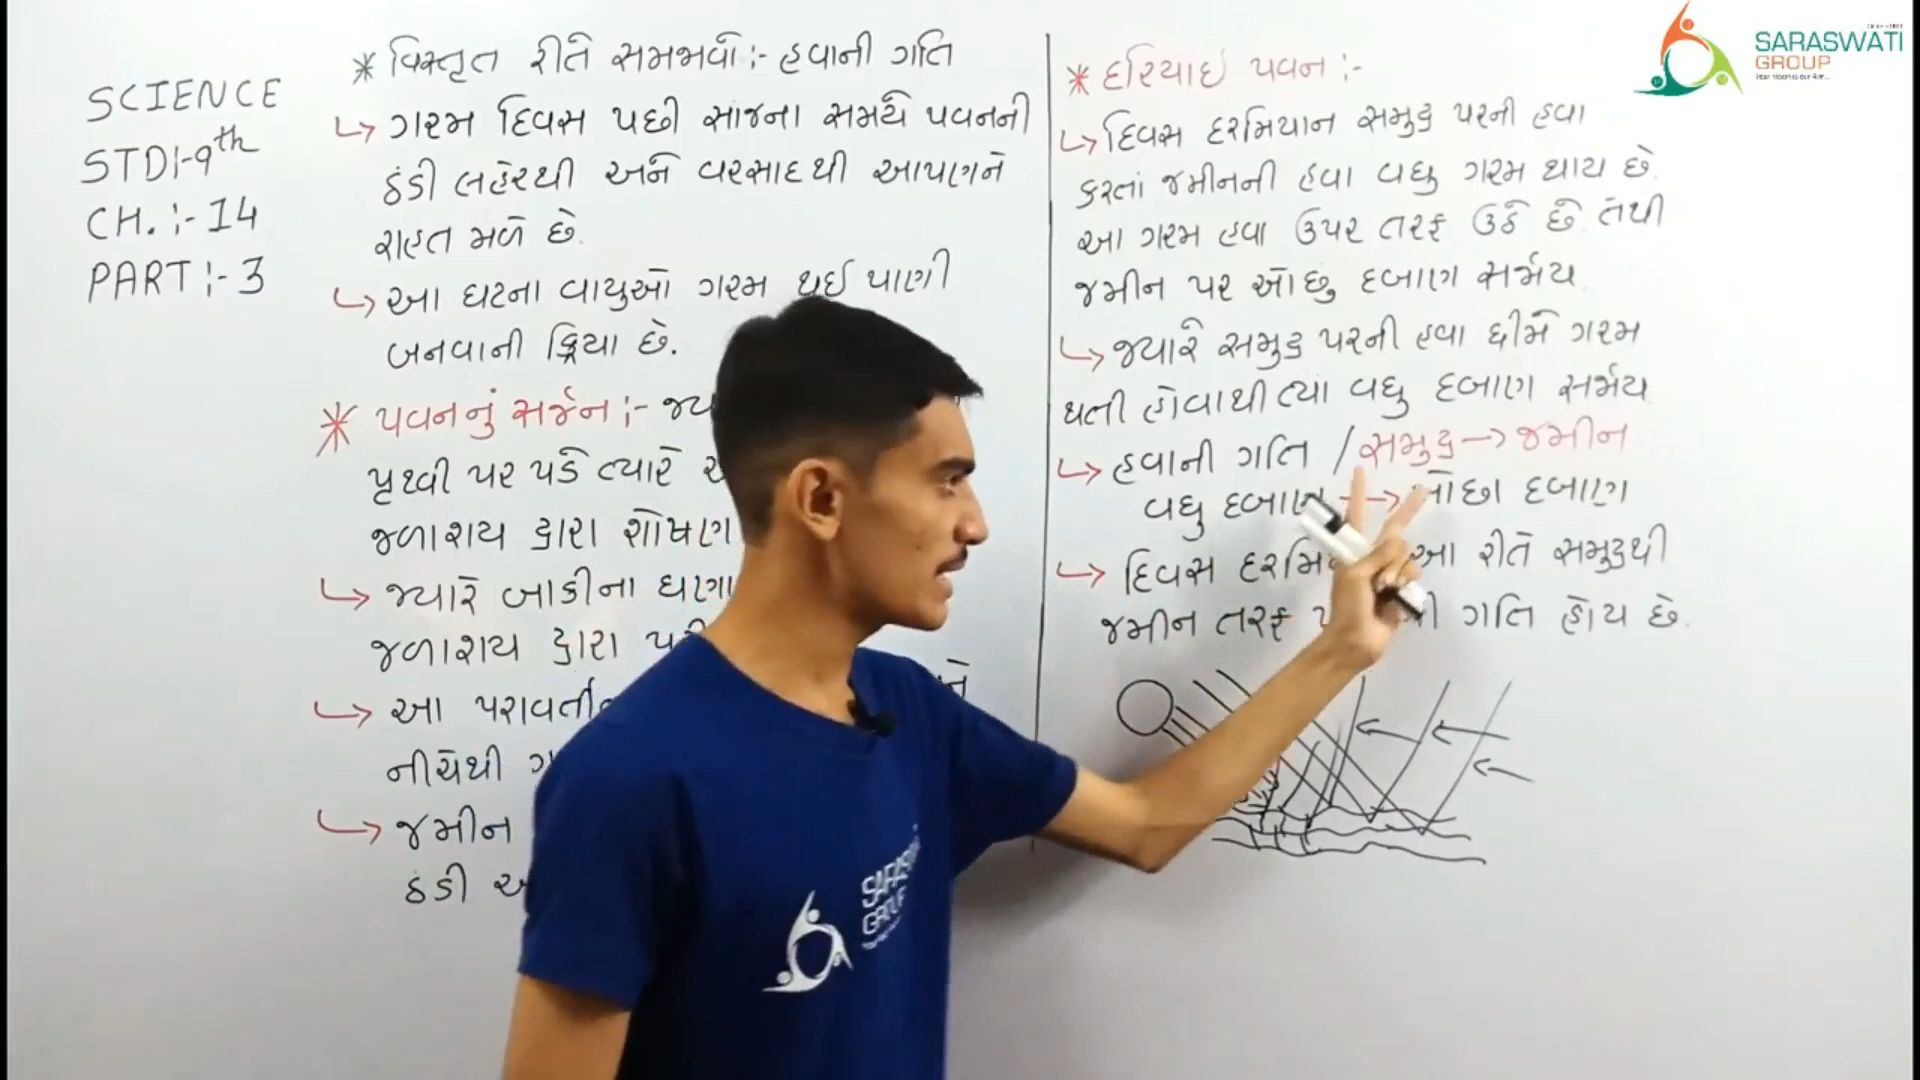 SCIENCE
STD:-9th
CH. :- 14
PART :- 3
* વિસ્તૃત રીતે સમજવો :- હવાની ગતિ
↳ ગરમ દિવસ પછી સાંજના સમયે પવનની
ઠંડી લહેરથી અને વરસાદથી આપણને
રાહત મળે છે.
↳ આ ઘટના વાયુઓ ગરમ થઈ પાણી
બનવાની ક્રિયા છે.
* પવનનું સર્જન :-
પૃથ્વી પર પડે ત્યારે
જળાશય દ્વારા શોષણ
↳ જ્યારે બાકીના ઘણા
જળાશય દ્વારા
↳ આ
નીચેથી
↳ જમીન
ઠંડી
* દરિયાઇ પવન :-
↳ દિવસ દરમિયાન સમુદ્ર પરની હવા
કરતાં જમીનની હવા વધુ ગરમ થાય છે.
આ ગરમ હવા ઉપર તરફ ઉઠે છે તેથી
જમીન પર ઓછું દબાણ સર્જાય.
↳ જ્યારે સમુદ્ર પરની હવા ધીમે ગરમ
થતી હોવાથી ત્યાં વધુ દબાણ સર્જાય.
↳ હવાની ગતિ / સમુદ્ર → જમીન
વધુ દબાણ → ઓછા દબાણ
↳ દિવસ આ રીતે સમુદ્રથી
જમીન તરફ ગતિ હોય છે.
SARASWATI
GROUP
SARASWATI
GROUP